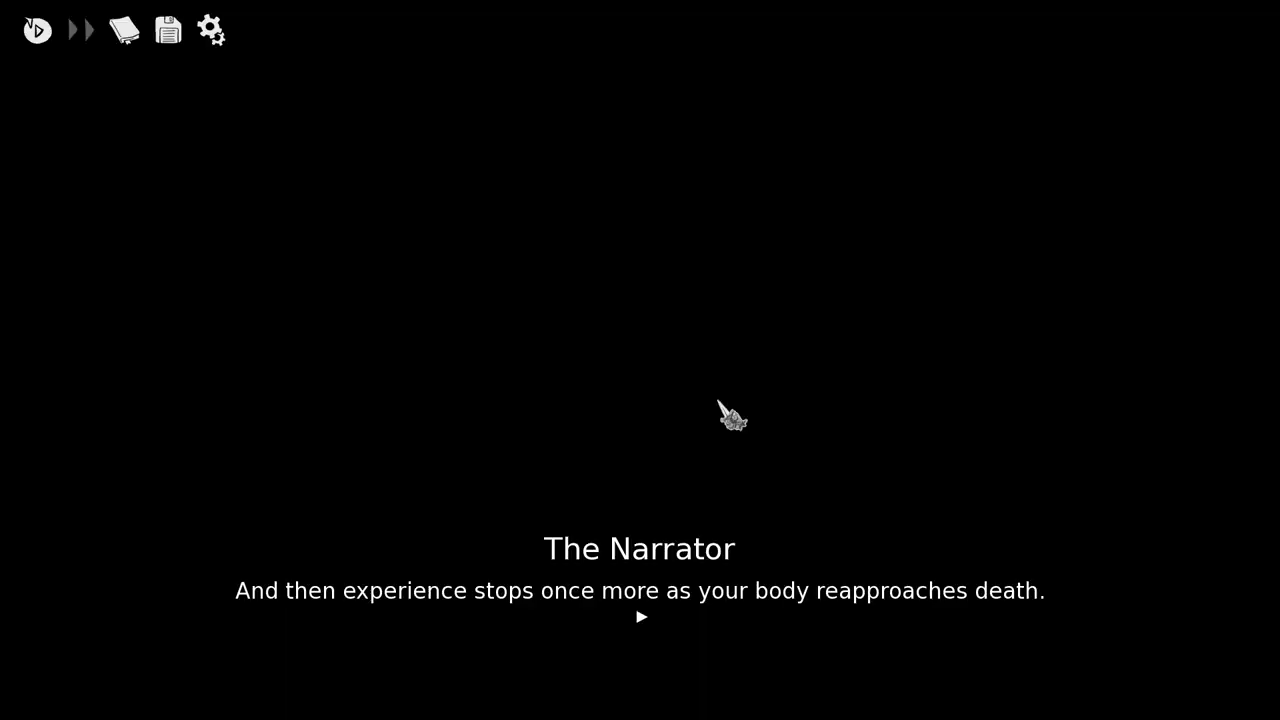 The Narrator
And then experience stops once more as your body reapproaches death.